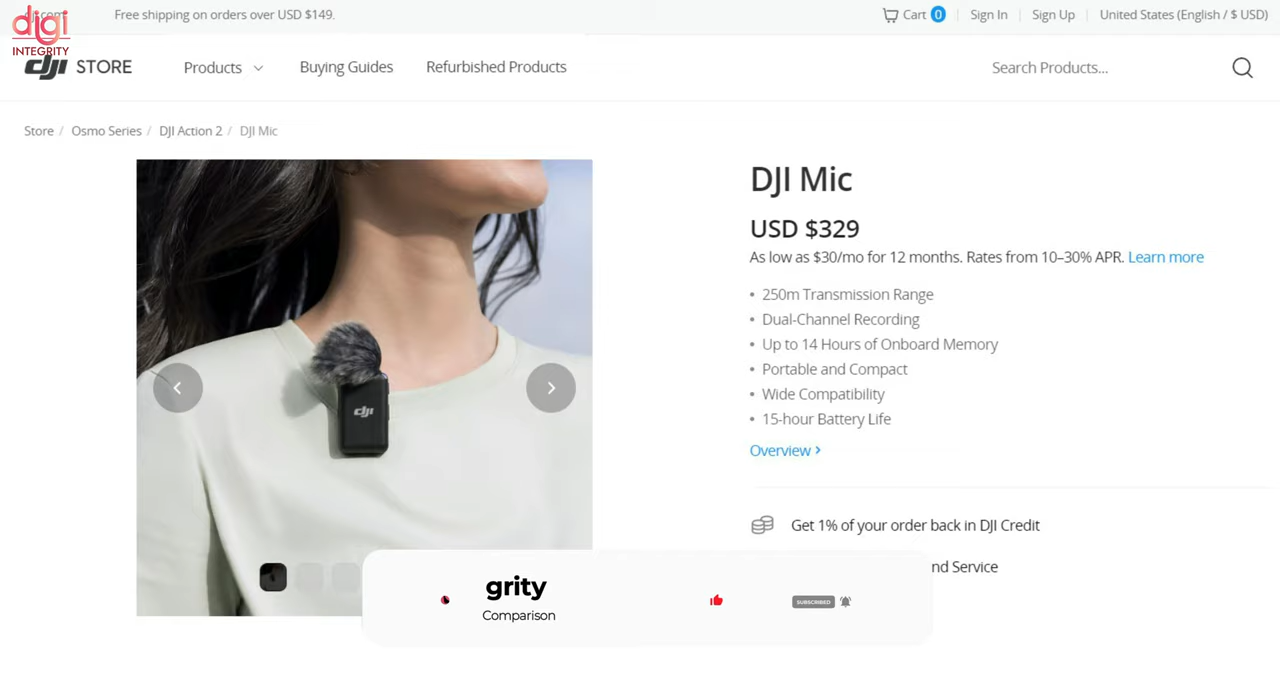 Free shipping on orders over USD $149.
Cart 0
Sign In
Sign Up
United States (English / $ USD)
digi
INTEGRITY
dji STORE
Products
Buying Guides
Refurbished Products
Search Products...
Store / Osmo Series / DJI Action 2 / DJI Mic
dji
DJI Mic
USD $329
As low as $30/mo for 12 months. Rates from 10–30% APR. Learn more
• 250m Transmission Range
• Dual-Channel Recording
• Up to 14 Hours of Onboard Memory
• Portable and Compact
• Wide Compatibility
• 15-hour Battery Life
Overview >
Get 1% of your order back in DJI Credit
nd Service
grity
Comparison
SUBSCRIBED